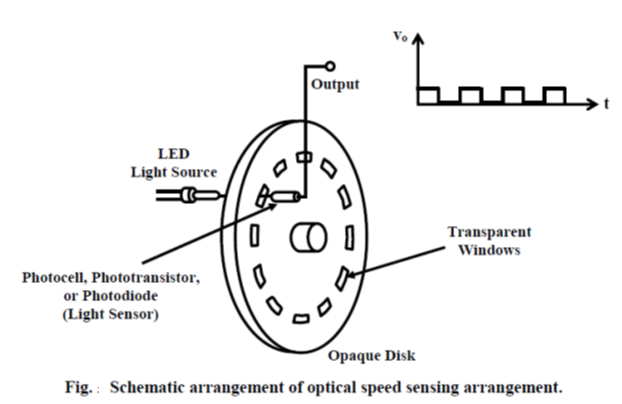 Vo
t
Output
LED
Light Source
Transparent
Windows
Photocell, Phototransistor,
or Photodiode
(Light Sensor)
Opaque Disk
Fig. : Schematic arrangement of optical speed sensing arrangement.